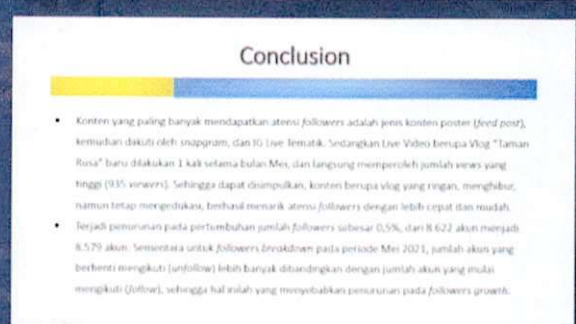 Conclusion
• Konten yang paling banyak mendapatkan atensi followers adalah jenis konten poster (feed post),
kemudian diikuti oleh snapgram, dan IG Live Tematik. Sedangkan Live Video berupa Vlog "Taman
Rusa" baru dilakukan 1 kali selama bulan Mei, dan langsung memperoleh jumlah views yang
tinggi (935 viewers). Sehingga dapat disimpulkan, konten berupa vlog yang ringan, menghibur,
namun tetap mengedukasi, berhasil menarik atensi followers dengan lebih cepat dan mudah.
• Terjadi penurunan pada pertumbuhan jumlah followers sebesar 0,5%, dari 8.622 akun menjadi
8.579 akun. Sementara untuk followers breakdown pada periode Mei 2021, jumlah akun yang
berhenti mengikuti (unfollow) lebih banyak dibandingkan dengan jumlah akun yang mulai
mengikuti (follow), sehingga hal inilah yang menyebabkan penurunan pada followers growth.